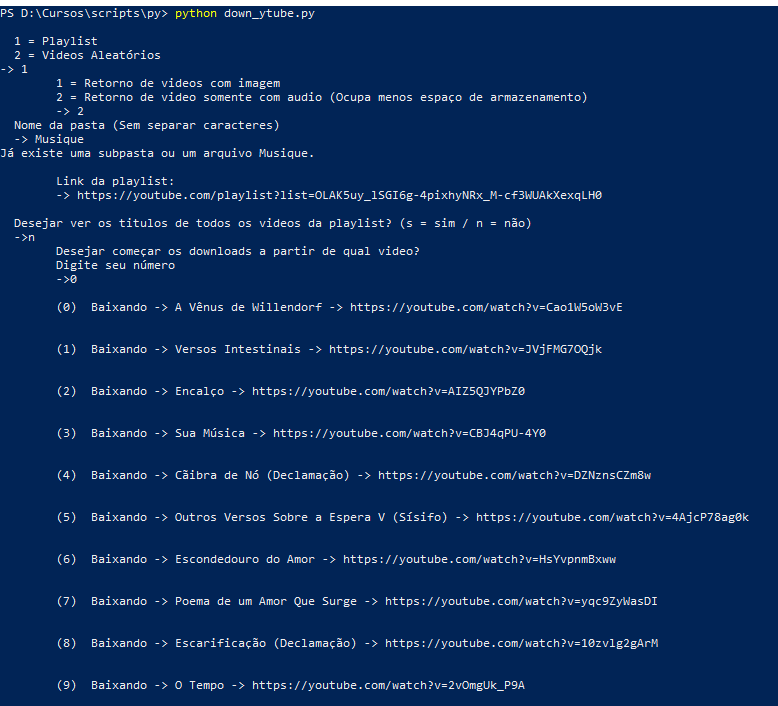 PS D:\Cursos\scripts\py> python down_ytube.py
1 = Playlist
2 = Videos Aleatórios
-> 1
1 = Retorno de videos com imagem
2 = Retorno de video somente com audio (Ocupa menos espaço de armazenamento)
-> 2
Nome da pasta (Sem separar caracteres)
-> Musique
Já existe uma subpasta ou um arquivo Musique.
Link da playlist:
-> https://youtube.com/playlist?list=OLAK5uy_lSGI6g-4pixhyNRx_M-cf3WUAkXexqLH0
Desejar ver os titulos de todos os videos da playlist? (s = sim / n = não)
->n
Desejar começar os downloads a partir de qual video?
Digite seu número
->0
(0)  Baixando -> A Vênus de Willendorf -> https://youtube.com/watch?v=Cao1W5oW3vE
(1)  Baixando -> Versos Intestinais -> https://youtube.com/watch?v=JVjFMG7OQjk
(2)  Baixando -> Encalço -> https://youtube.com/watch?v=AIZ5QJYPbZ0
(3)  Baixando -> Sua Música -> https://youtube.com/watch?v=CBJ4qPU-4Y0
(4)  Baixando -> Cãibra de Nó (Declamação) -> https://youtube.com/watch?v=DZNznsCZm8w
(5)  Baixando -> Outros Versos Sobre a Espera V (Sísifo) -> https://youtube.com/watch?v=4AjcP78ag0k
(6)  Baixando -> Escondedouro do Amor -> https://youtube.com/watch?v=HsYvpnmBxww
(7)  Baixando -> Poema de um Amor Que Surge -> https://youtube.com/watch?v=yqc9ZyWasDI
(8)  Baixando -> Escarificação (Declamação) -> https://youtube.com/watch?v=10zvlg2gArM
(9)  Baixando -> O Tempo -> https://youtube.com/watch?v=2vOmgUk_P9A